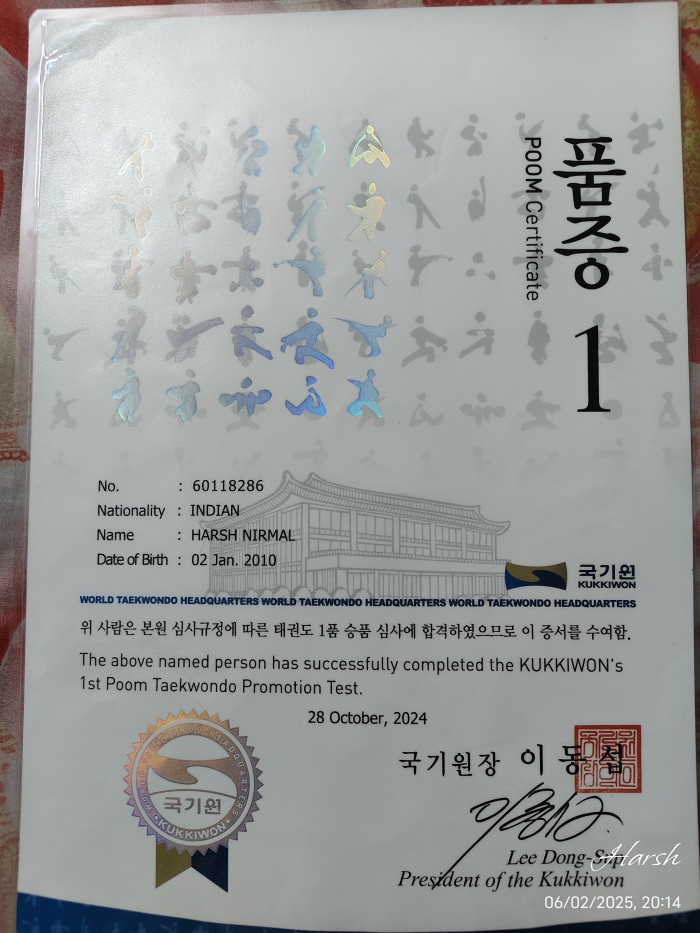 품증 1
POOM Certificate
No. : 60118286
Nationality : INDIAN
Name : HARSH NIRMAL
Date of Birth : 02 Jan. 2010
국기원
KUKKIWON
WORLD TAEKWONDO HEADQUARTERS WORLD TAEKWONDO HEADQUARTERS WORLD TAEKWONDO HEADQUARTERS
위 사람은 본원 심사규정에 따른 태권도 1품 승품 심사에 합격하였으므로 이 증서를 수여함.
The above named person has successfully completed the KUKKIWON's
1st Poom Taekwondo Promotion Test.
28 October, 2024
WORLD TAEKWONDO HEADQUARTERS
국기원
KUKKIWON
국기원장 이동섭
Lee Dong-Sup
President of the Kukkiwon
Harsh
06/02/2025, 20:14